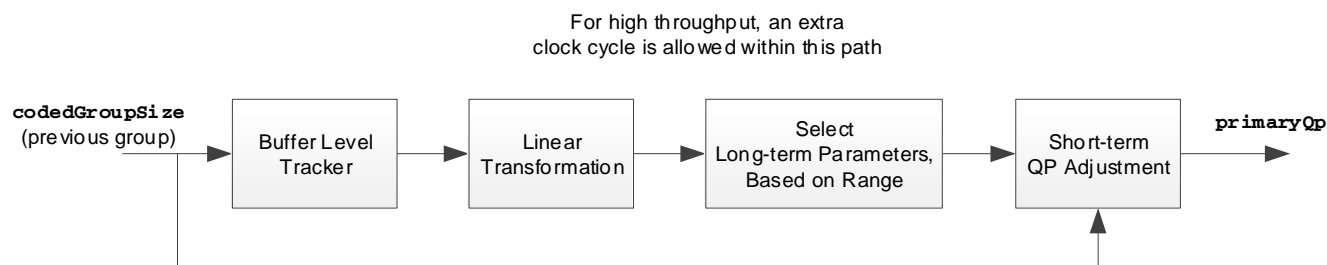 For high throughput, an extra
clock cycle is allowed within this path
codedGroupSize
(previous group)
Buffer Level
Tracker
Linear
Transformation
Select
Long-term Parameters,
Based on Range
Short-term
QP Adjustment
primaryQp